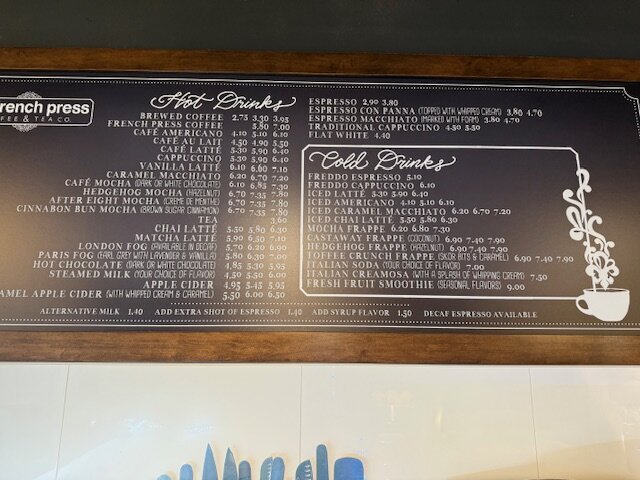 french press
FEE & TEA CO.
Hot Drinks
BREWED COFFEE 2.75 3.30 3.95
FRENCH PRESS COFFEE 5.80 7.00
CAFÉ AMERICANO 4.10 5.10 6.10
CAFÉ AU LAIT 4.50 4.90 5.50
CAFÉ LATTÉ 5.30 5.90 6.40
CAPPUCCINO 5.30 5.90 6.40
VANILLA LATTÉ 6.10 6.60 7.10
CARAMEL MACCHIATO 6.20 6.70 7.20
CAFÉ MOCHA (DARK OR WHITE CHOCOLATE) 6.10 6.85 7.30
HEDGEHOG MOCHA (HAZELNUT) 6.70 7.35 7.80
AFTER EIGHT MOCHA (CREME DE MENTHE) 6.70 7.35 7.80
CINNABON BUN MOCHA (BROWN SUGAR CINNAMON) 6.70 7.35 7.80
TEA 3.60
CHAI LATTÉ 5.50 5.80 6.30
MATCHA LATTÉ 5.90 6.50 7.10
LONDON FOG (AVAILABLE IN DECAF) 5.70 6.20 6.90
PARIS FOG (EARL GREY WITH LAVENDER & VANILLA) 5.80 6.30 7.00
HOT CHOCOLATE (DARK OR WHITE CHOCOLATE) 4.85 5.30 5.95
STEAMED MILK (YOUR CHOICE OF FLAVOR) 4.50 5.50 6.00
APPLE CIDER 4.95 5.45 5.95
AMEL APPLE CIDER (WITH WHIPPED CREAM & CARAMEL) 5.50 6.00 6.50
ESPRESSO 2.90 3.80
ESPRESSO CON PANNA (TOPPED WITH WHIPPED CREAM) 3.80 4.70
ESPRESSO MACCHIATO (MARKED WITH FOAM) 3.80 4.70
TRADITIONAL CAPPUCCINO 4.50 5.50
FLAT WHITE 4.40
Cold Drinks
FREDDO ESPRESSO 5.10
FREDDO CAPPUCCINO 6.10
ICED LATTÉ 5.30 5.90 6.40
ICED AMERICANO 4.10 5.10 6.10
ICED CARAMEL MACCHIATO 6.20 6.70 7.20
ICED CHAI LATTÉ 5.50 5.80 6.30
MOCHA FRAPPE 6.20 6.80 7.30
CASTAWAY FRAPPE (COCONUT) 6.90 7.40 7.90
HEDGEHOG FRAPPE (HAZELNUT) 6.90 7.40 7.90
TOFFEE CRUNCH FRAPPE (SKOR BITS & CARAMEL) 6.90 7.40 7.90
ITALIAN SODA (YOUR CHOICE OF FLAVOR) 7.00
ITALIAN CREAMOSA (WITH A SPLASH OF WHIPPING CREAM) 7.50
FRESH FRUIT SMOOTHIE (SEASONAL FLAVORS) 9.00
ALTERNATIVE MILK 1.40 ADD EXTRA SHOT OF ESPRESSO 1.40 ADD SYRUP FLAVOR 1.50 DECAF ESPRESSO AVAILABLE